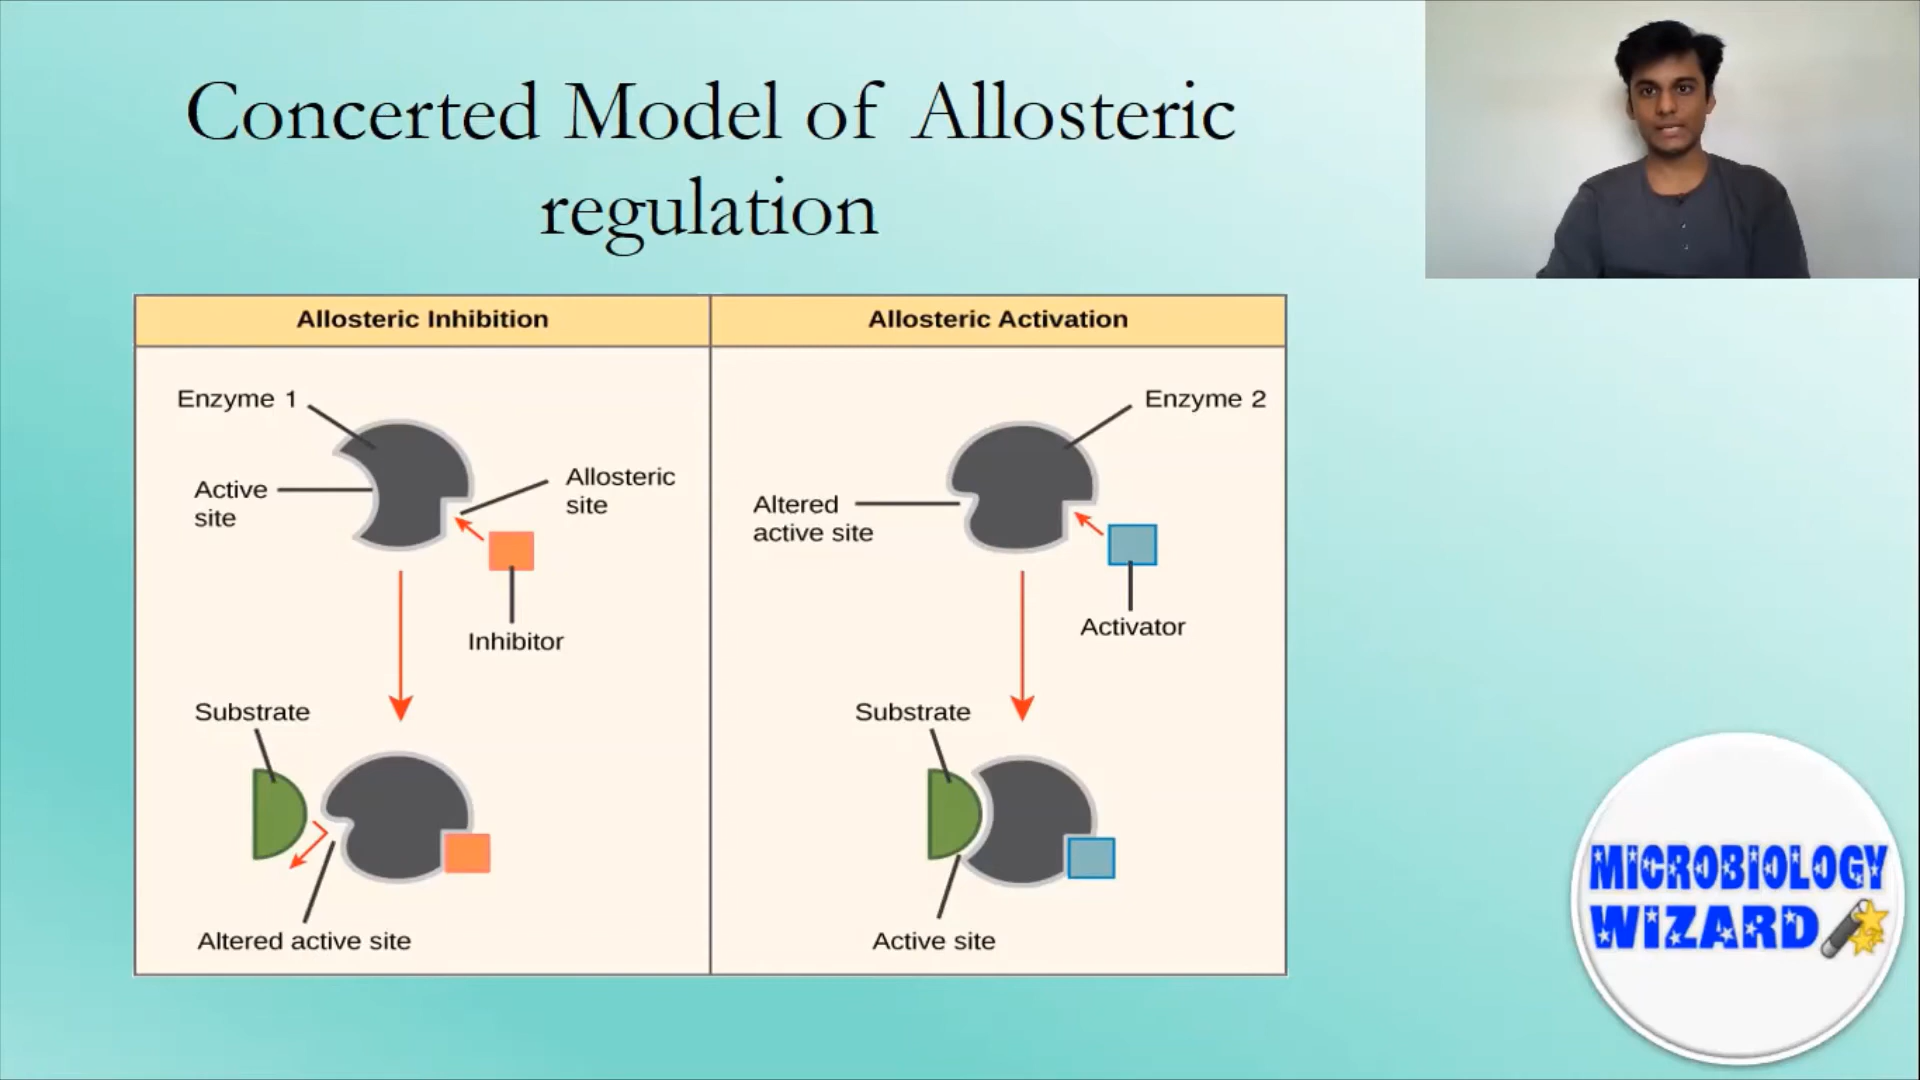 Concerted Model of Allosteric
regulation
Allosteric Inhibition
Enzyme 1
Active
site
Allosteric
site
Inhibitor
Substrate
Altered active site
Allosteric Activation
Enzyme 2
Altered
active site
Activator
Substrate
Active site
MICROBIOLOGY
WIZARD